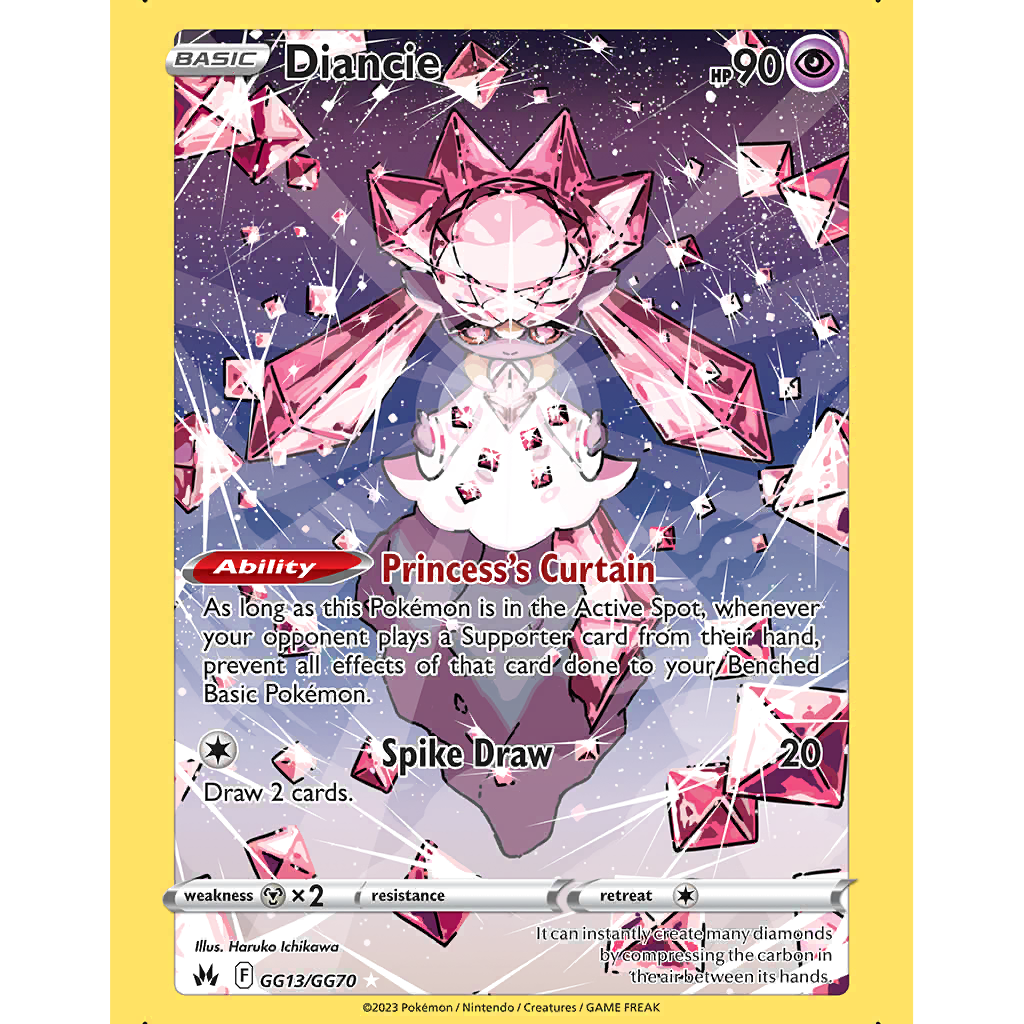 BASIC Diancie HP 90
Ability Princess's Curtain
As long as this Pokémon is in the Active Spot, whenever
your opponent plays a Supporter card from their hand,
prevent all effects of that card done to your Benched
Basic Pokémon.
Spike Draw 20
Draw 2 cards.
weakness ×2 resistance retreat
Illus. Haruko Ichikawa
It can instantly create many diamonds
by compressing the carbon in
the air between its hands.
F GG13/GG70
©2023 Pokémon / Nintendo / Creatures / GAME FREAK